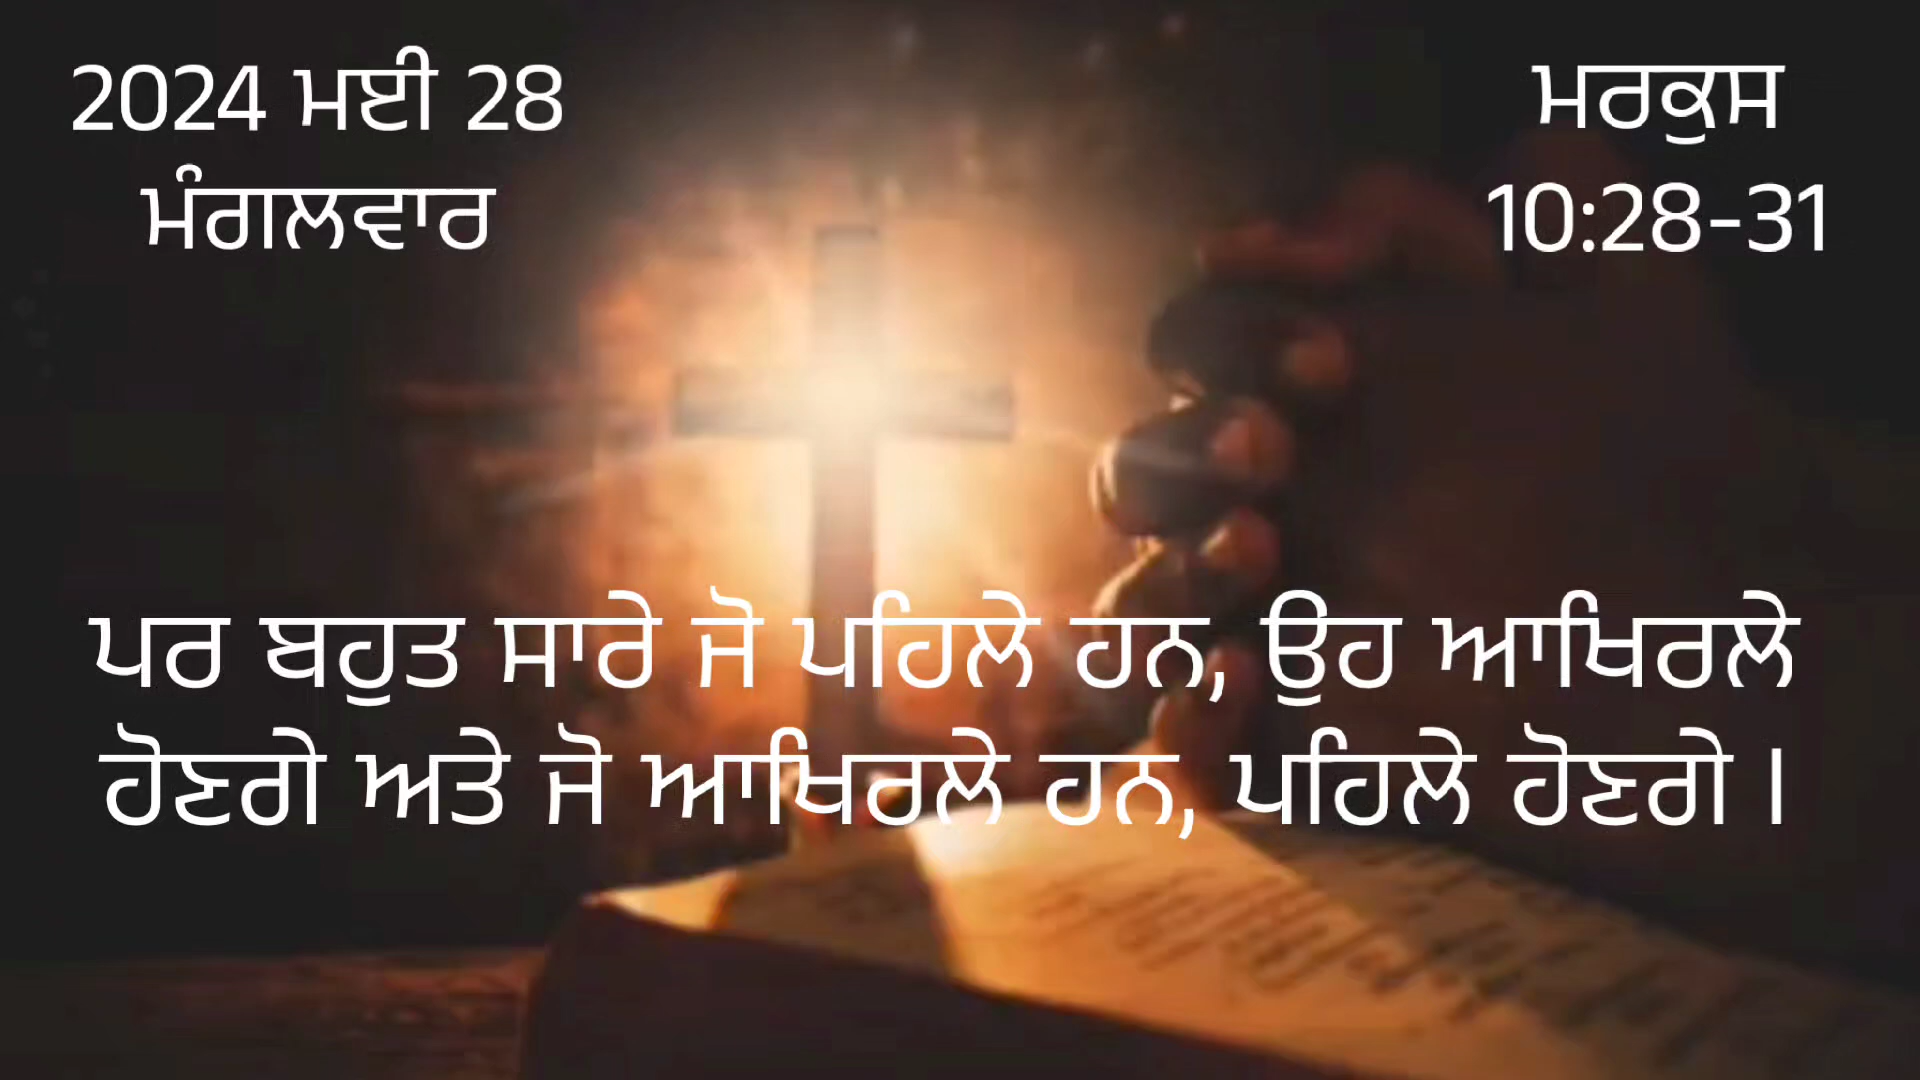 2024 ਮਈ 28
ਮੰਗਲਵਾਰ
ਮਰਕੁਸ
10:28-31
ਪਰ ਬਹੁਤ ਸਾਰੇ ਜੋ ਪਹਿਲੇ ਹਨ, ਉਹ ਆਖਿਰਲੇ
ਹੋਣਗੇ ਅਤੇ ਜੋ ਆਖਿਰਲੇ ਹਨ, ਪਹਿਲੇ ਹੋਣਗੇ ।